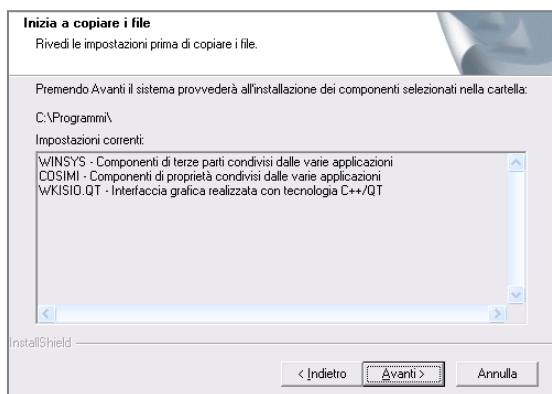 Inizia a copiare i file
Rivedi le impostazioni prima di copiare i file.
Premendo Avanti il sistema provvederà all'installazione dei componenti selezionati nella cartella:
C:\Programmi\
Impostazioni correnti:
WINSYS - Componenti di terze parti condivisi dalle varie applicazioni
COSIMI - Componenti di proprietà condivisi dalle varie applicazioni
WKISIO.QT - Interfaccia grafica realizzata con tecnologia C++/QT
InstallShield
< Indietro Avanti > Annulla